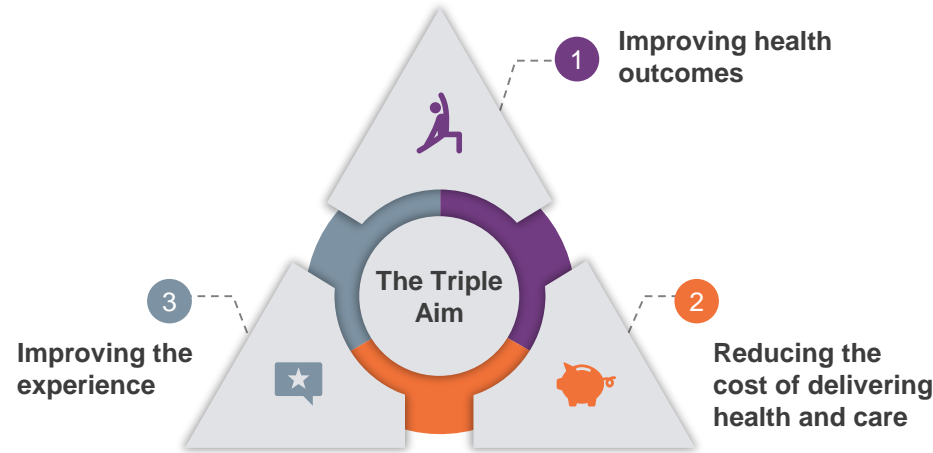 1
Improving health
outcomes
The Triple
Aim
3
Improving the
experience
2
Reducing the
cost of delivering
health and care